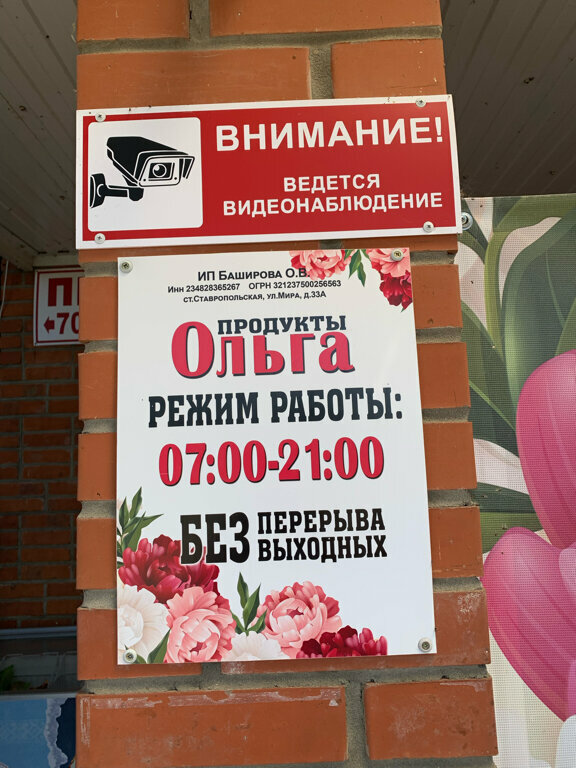 ВНИМАНИЕ!
ВЕДЕТСЯ
ВИДЕОНАБЛЮДЕНИЕ
ИП БАШИРОВА О.В.
ИНН 234828365267 ОГРН 321237500256563
СТ.СТАВРОПОЛЬСКАЯ, УЛ.МИРА, Д.33А
ПРОДУКТЫ
ОЛЬГА
РЕЖИМ РАБОТЫ:
07:00-21:00
БЕЗ ПЕРЕРЫВА
ВЫХОДНЫХ
70